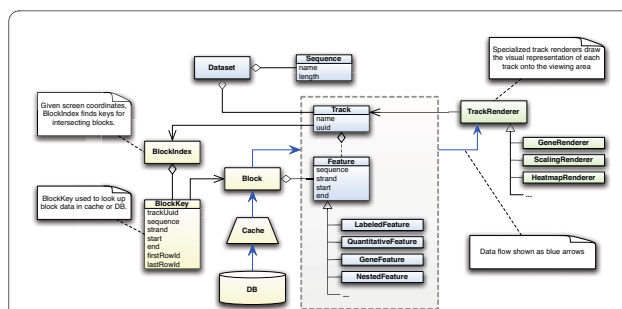 Specialized track renderers draw
the visual representation of each
track onto the viewing area
Dataset
Sequence
name
length
Given screen coordinates,
BlockIndex finds keys for
intersecting blocks.
Track
name
uuid
TrackRenderer
BlockIndex
GeneRenderer
ScalingRenderer
HeatmapRenderer
...
Block
Feature
sequence
strand
start
end
BlockKey used to look up
block data in cache or DB.
BlockKey
trackUuid
sequence
strand
start
end
firstRowId
lastRowId
Cache
DB
LabeledFeature
QuantitativeFeature
GeneFeature
NestedFeature
...
Data flow shown as blue arrows